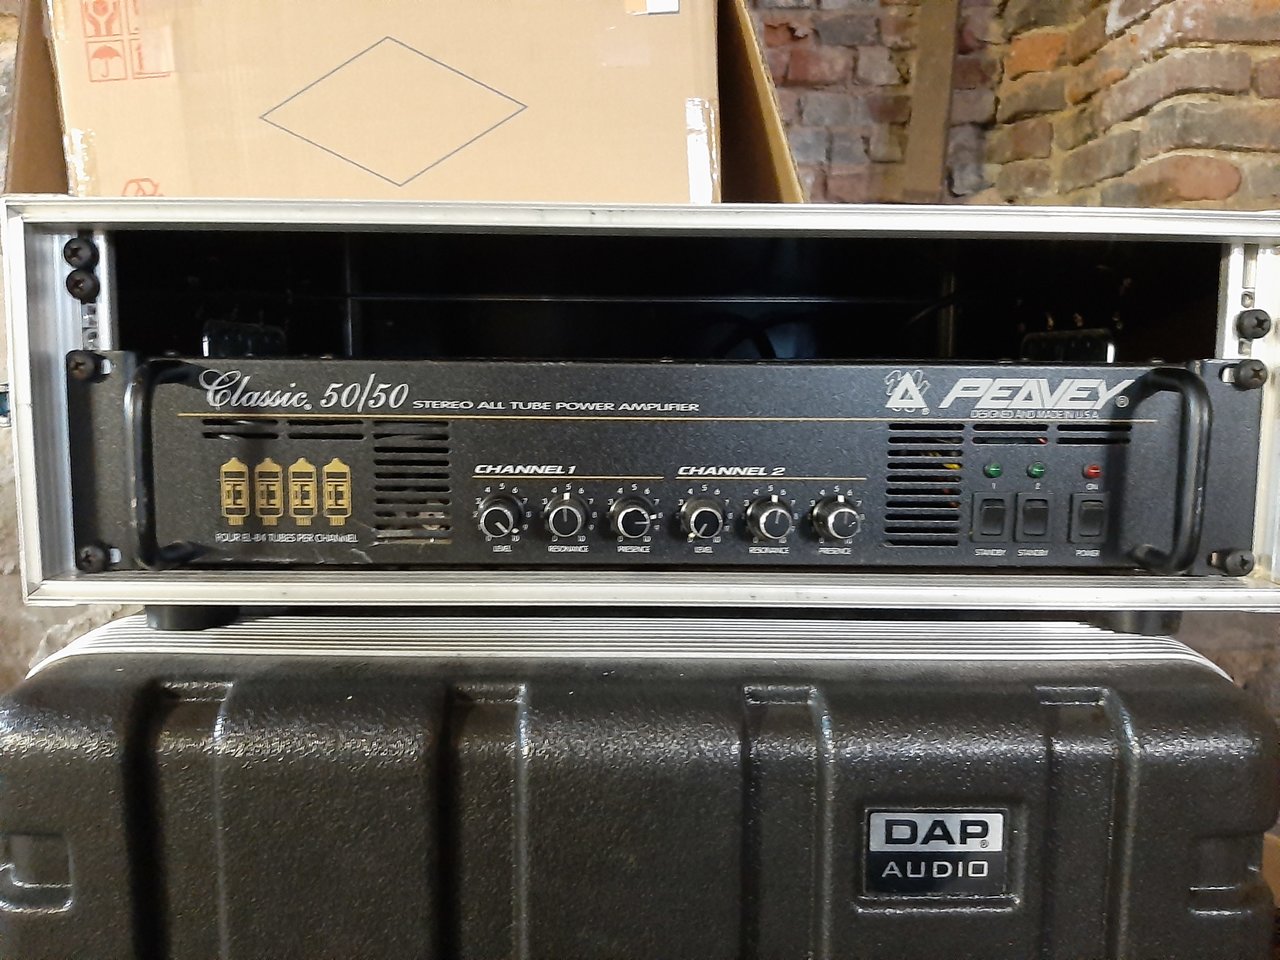 Classic® 50/50 STEREO ALL TUBE POWER AMPLIFIER
PEAVEY®
DESIGNED AND MADE IN U.S.A.
CHANNEL 1
CHANNEL 2
FOUR EL-84 TUBES PER CHANNEL
LEVEL RESONANCE PRESENCE
LEVEL RESONANCE PRESENCE
1 2 ON
STANDBY STANDBY POWER
DAP®
AUDIO